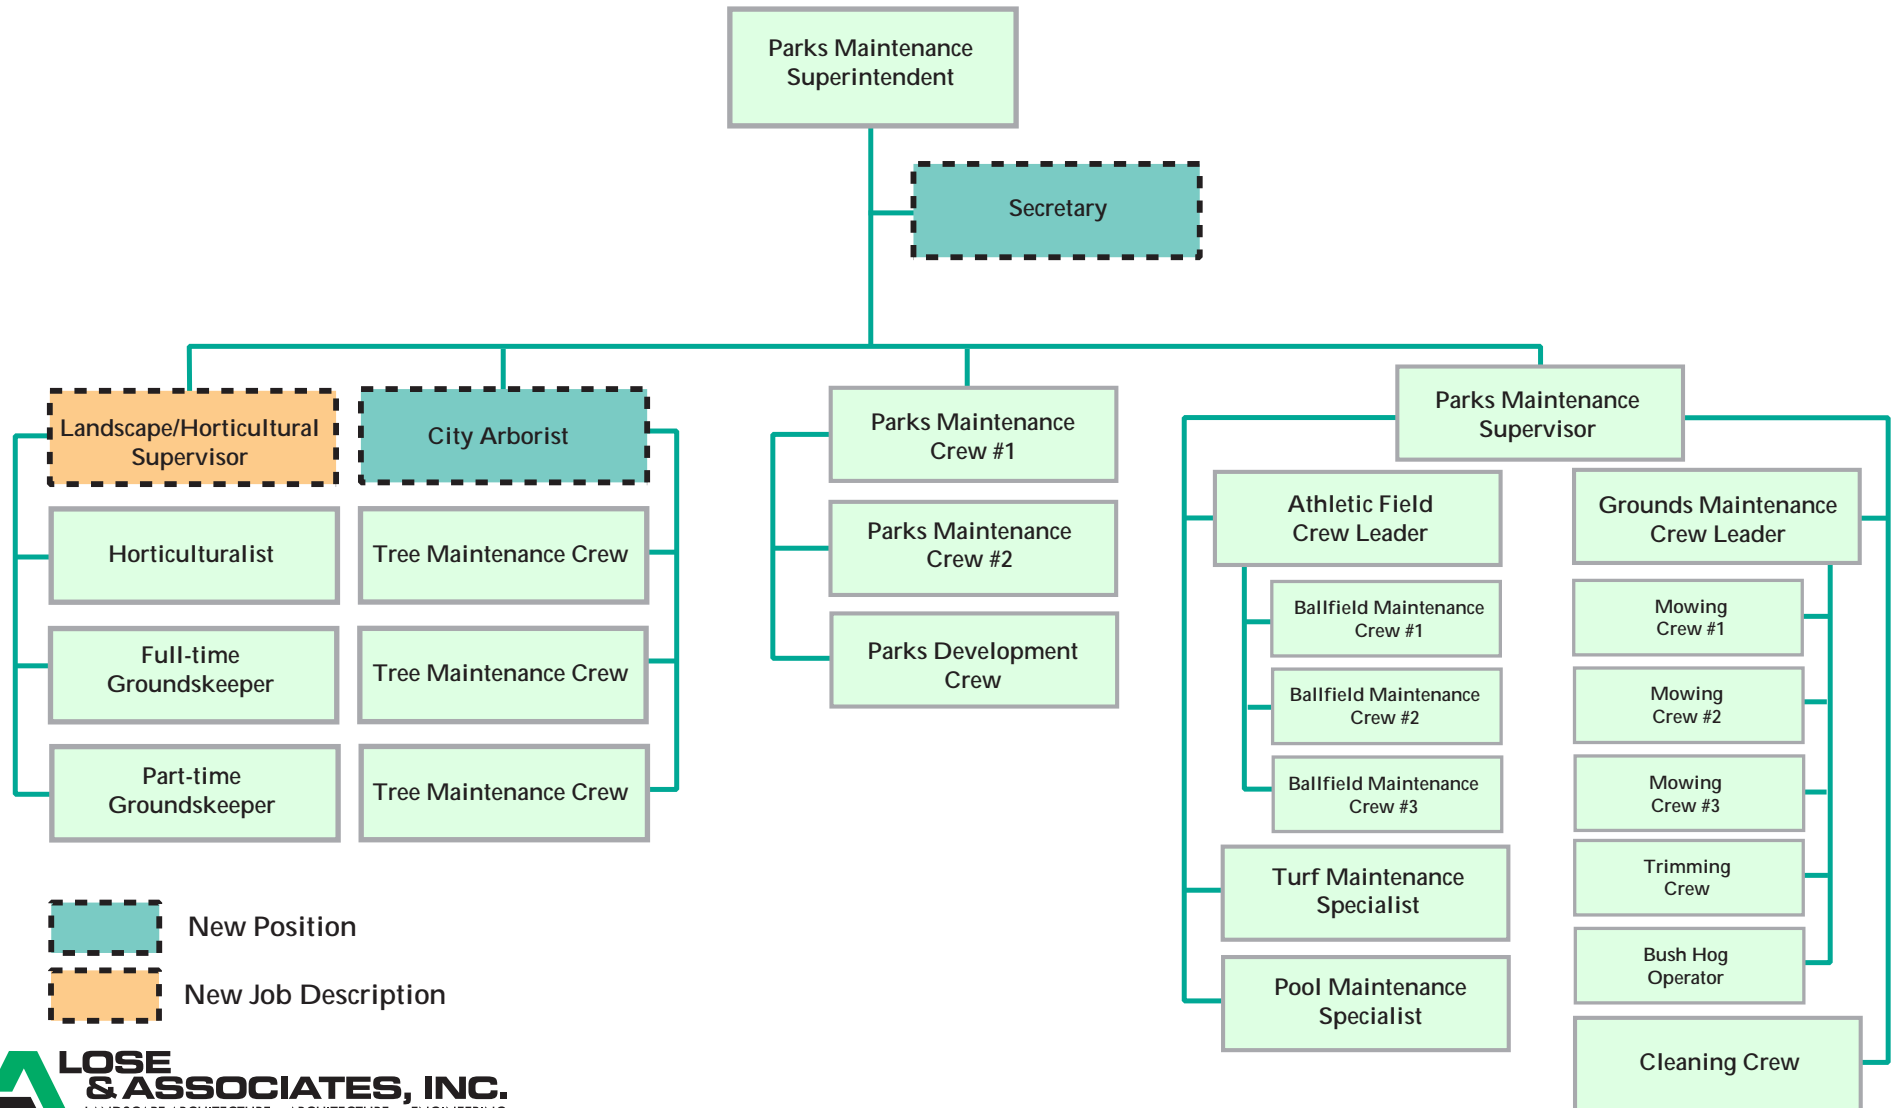 Parks Maintenance
Superintendent
Secretary
Landscape/Horticultural
Supervisor
Horticulturalist
Full-time
Groundskeeper
Part-time
Groundskeeper
City Arborist
Tree Maintenance Crew
Tree Maintenance Crew
Tree Maintenance Crew
Parks Maintenance
Crew #1
Parks Maintenance
Crew #2
Parks Development
Crew
Parks Maintenance
Supervisor
Athletic Field
Crew Leader
Ballfield Maintenance
Crew #1
Ballfield Maintenance
Crew #2
Ballfield Maintenance
Crew #3
Turf Maintenance
Specialist
Pool Maintenance
Specialist
Grounds Maintenance
Crew Leader
Mowing
Crew #1
Mowing
Crew #2
Mowing
Crew #3
Trimming
Crew
Bush Hog
Operator
Cleaning Crew
New Position
New Job Description
LOSE
& ASSOCIATES, INC.